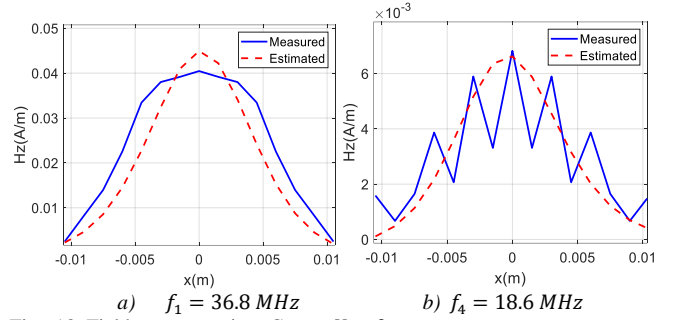 0.05
0.04
0.03
0.02
0.01
Hz(A/m)
Measured
Estimated
-0.01
-0.005
0
0.005
0.01
x(m)
a) f₁ = 36.8 MHz
×10⁻³
6
4
2
0
Hz(A/m)
Measured
Estimated
-0.01
-0.005
0
0.005
0.01
x(m)
b) f₄ = 18.6 MHz